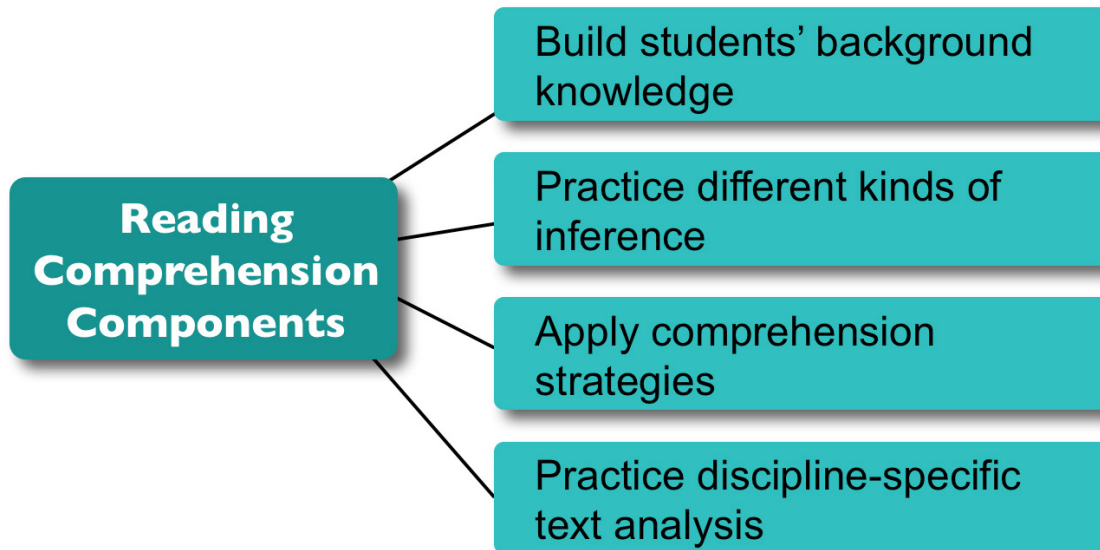 Reading
Comprehension
Components
Build students’ background
knowledge
Practice different kinds of
inference
Apply comprehension
strategies
Practice discipline-specific
text analysis